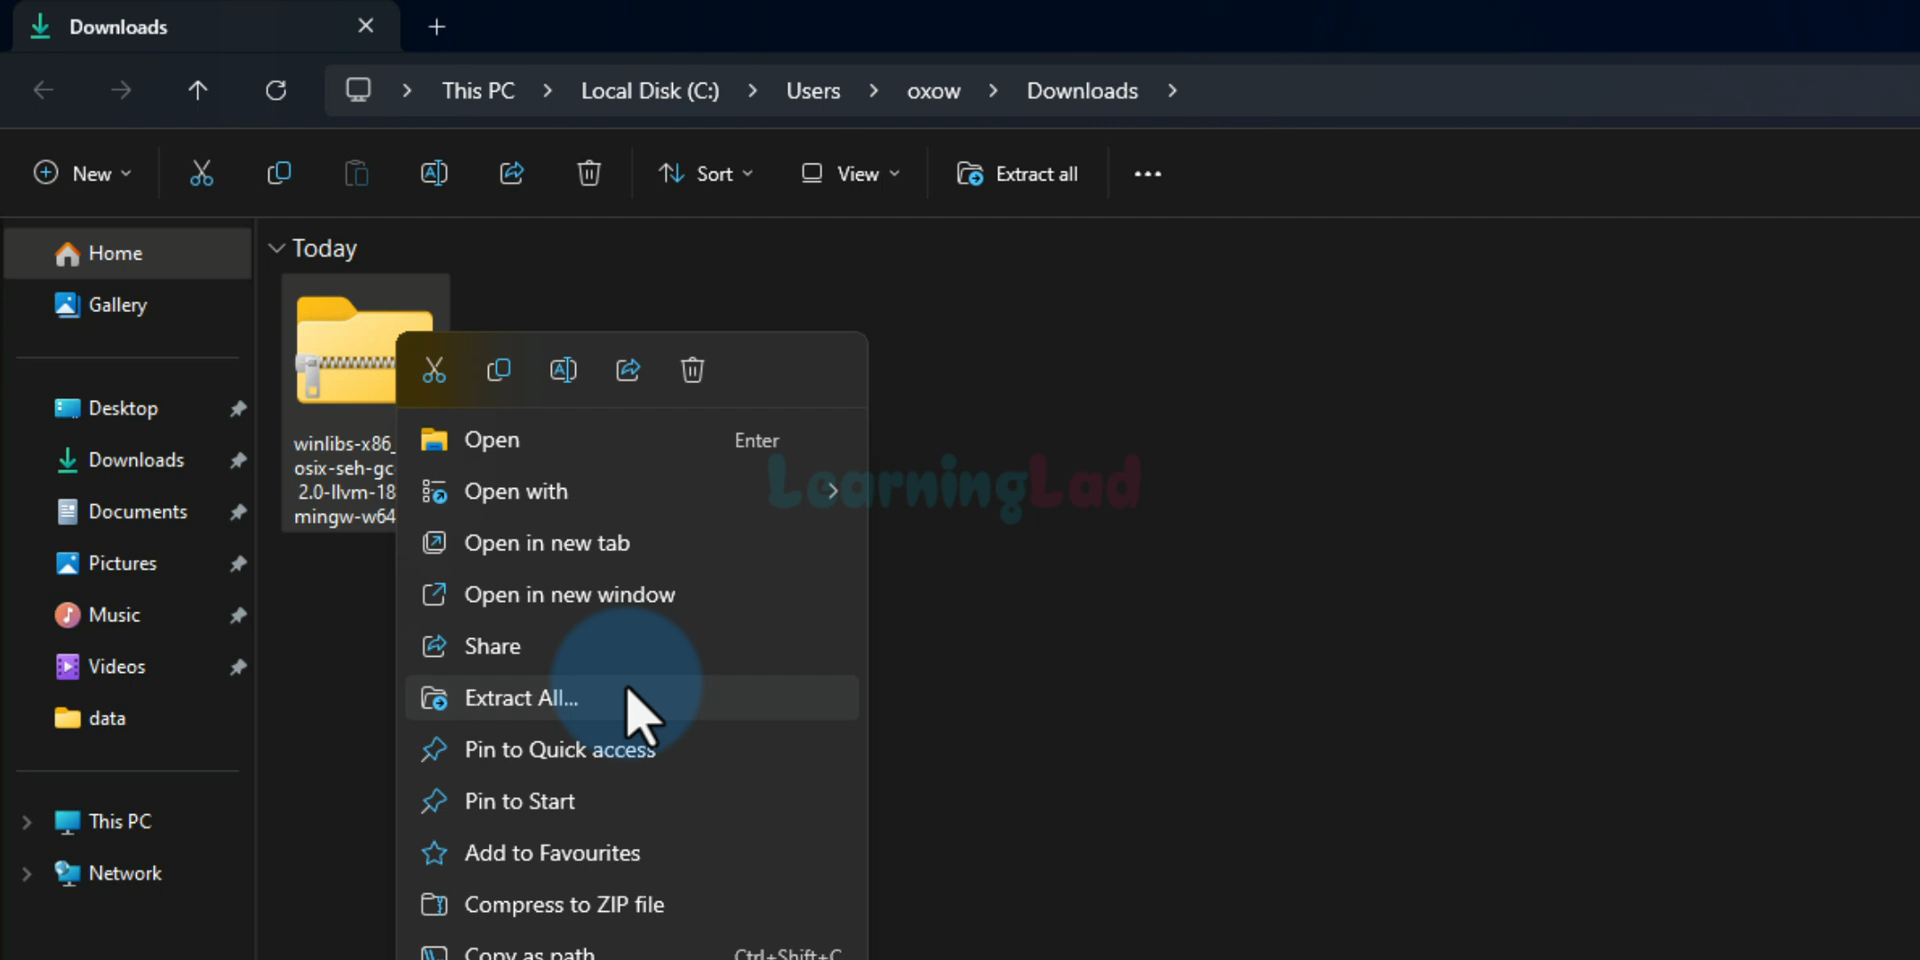 Downloads
This PC
Local Disk (C:)
Users
oxow
Downloads
New
Sort
View
Extract all
Home
Gallery
Desktop
Downloads
Documents
Pictures
Music
Videos
data
This PC
Network
Today
winlibs-x86_
osix-seh-gc
2.0-llvm-18
mingw-w64
Open Enter
Open with
Open in new tab
Open in new window
Share
Extract All...
Pin to Quick access
Pin to Start
Add to Favourites
Compress to ZIP file
Copy as path Ctrl+Shift+C
LearningLad